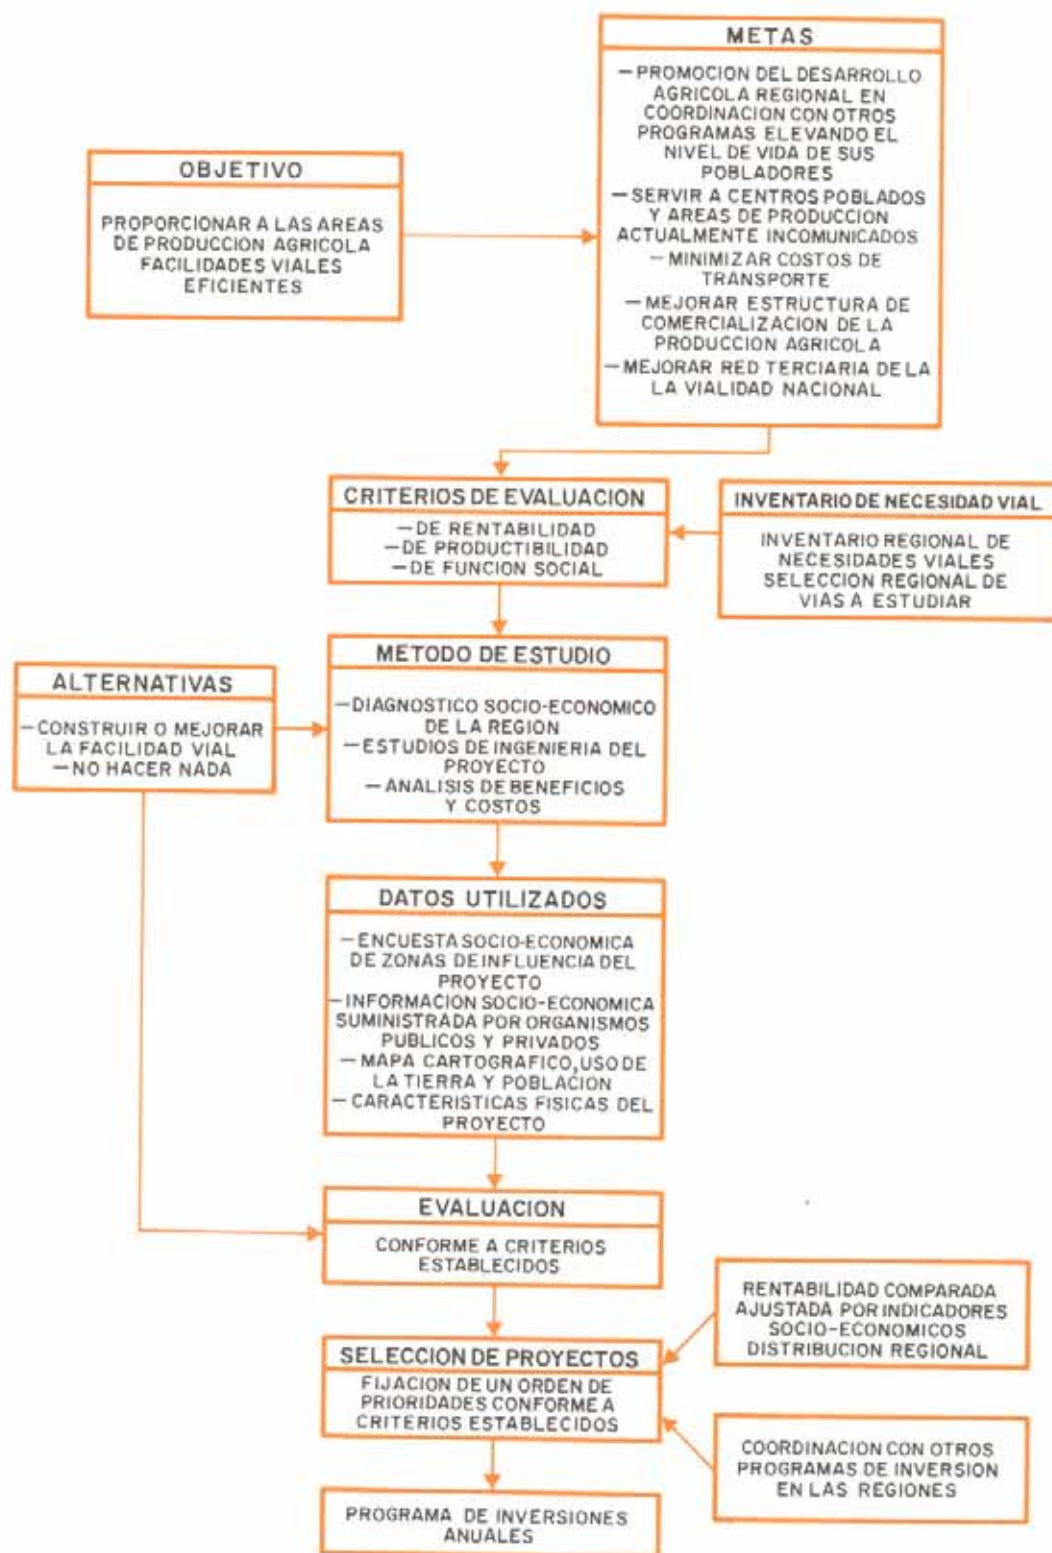 METAS
— PROMOCION DEL DESARROLLO
AGRICOLA REGIONAL EN
COORDINACION CON OTROS
PROGRAMAS ELEVANDO EL
NIVEL DE VIDA DE SUS
POBLADORES
— SERVIR A CENTROS POBLADOS
Y AREAS DE PRODUCCION
ACTUALMENTE INCOMUNICADOS
— MINIMIZAR COSTOS DE
TRANSPORTE
— MEJORAR ESTRUCTURA DE
COMERCIALIZACION DE LA
PRODUCCION AGRICOLA
— MEJORAR RED TERCIARIA DE LA
LA VIALIDAD NACIONAL
OBJETIVO
PROPORCIONAR A LAS AREAS
DE PRODUCCION AGRICOLA
FACILIDADES VIALES
EFICIENTES
CRITERIOS DE EVALUACION
— DE RENTABILIDAD
— DE PRODUCTIBILIDAD
— DE FUNCION SOCIAL
INVENTARIO DE NECESIDAD VIAL
INVENTARIO REGIONAL DE
NECESIDADES VIALES
SELECCION REGIONAL DE
VIAS A ESTUDIAR
METODO DE ESTUDIO
— DIAGNOSTICO SOCIO-ECONOMICO
DE LA REGION
— ESTUDIOS DE INGENIERIA DEL
PROYECTO
— ANALISIS DE BENEFICIOS
Y COSTOS
ALTERNATIVAS
— CONSTRUIR O MEJORAR
LA FACILIDAD VIAL
— NO HACER NADA
DATOS UTILIZADOS
— ENCUESTA SOCIO-ECONOMICA
DE ZONAS DE INFLUENCIA DEL
PROYECTO
— INFORMACION SOCIO-ECONOMICA
SUMINISTRADA POR ORGANISMOS
PUBLICOS Y PRIVADOS
— MAPA CARTOGRAFICO, USO DE
LA TIERRA Y POBLACION
— CARACTERISTICAS FISICAS DEL
PROYECTO
EVALUACION
CONFORME A CRITERIOS
ESTABLECIDOS
RENTABILIDAD COMPARADA
AJUSTADA POR INDICADORES
SOCIO-ECONOMICOS
DISTRIBUCION REGIONAL
SELECCION DE PROYECTOS
FIJACION DE UN ORDEN DE
PRIORIDADES CONFORME A
CRITERIOS ESTABLECIDOS
COORDINACION CON OTROS
PROGRAMAS DE INVERSION
EN LAS REGIONES
PROGRAMA DE INVERSIONES
ANUALES